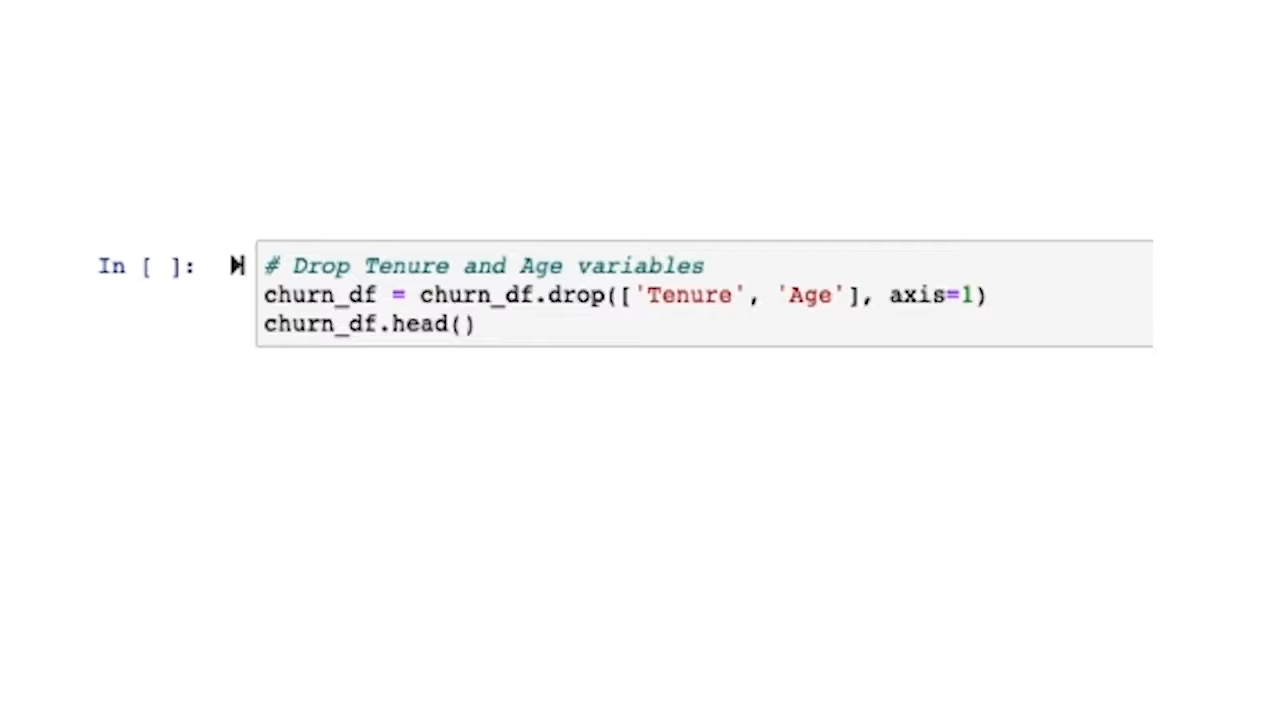 In [ ]: # Drop Tenure and Age variables
churn_df = churn_df.drop(['Tenure', 'Age'], axis=1)
churn_df.head()